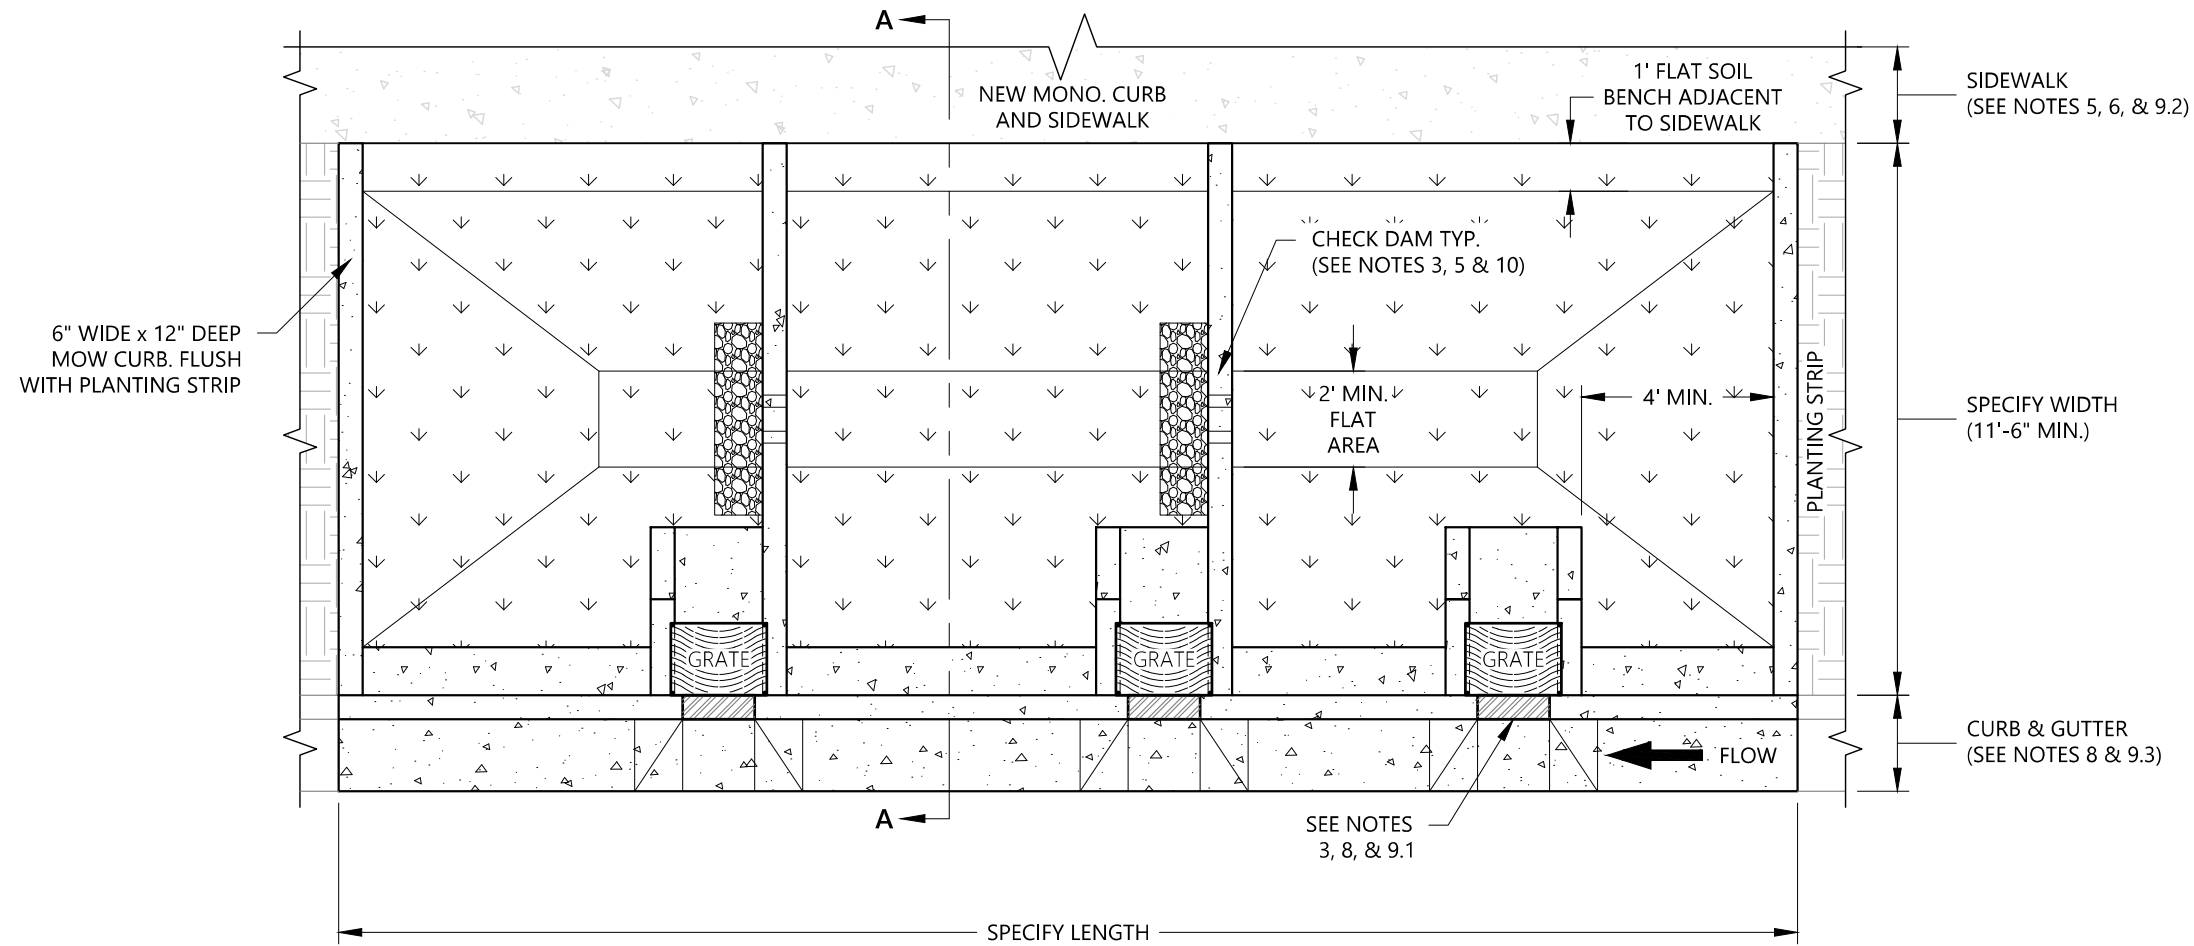 A
NEW MONO. CURB
AND SIDEWALK
1' FLAT SOIL
BENCH ADJACENT
TO SIDEWALK
SIDEWALK
(SEE NOTES 5, 6, & 9.2)
CHECK DAM TYP.
(SEE NOTES 3, 5 & 10)
6" WIDE x 12" DEEP
MOW CURB. FLUSH
WITH PLANTING STRIP
2' MIN.
FLAT
AREA
4' MIN.
PLANTING STRIP
SPECIFY WIDTH
(11'-6" MIN.)
GRATE
GRATE
GRATE
CURB & GUTTER
(SEE NOTES 8 & 9.3)
FLOW
A
SEE NOTES
3, 8, & 9.1
SPECIFY LENGTH